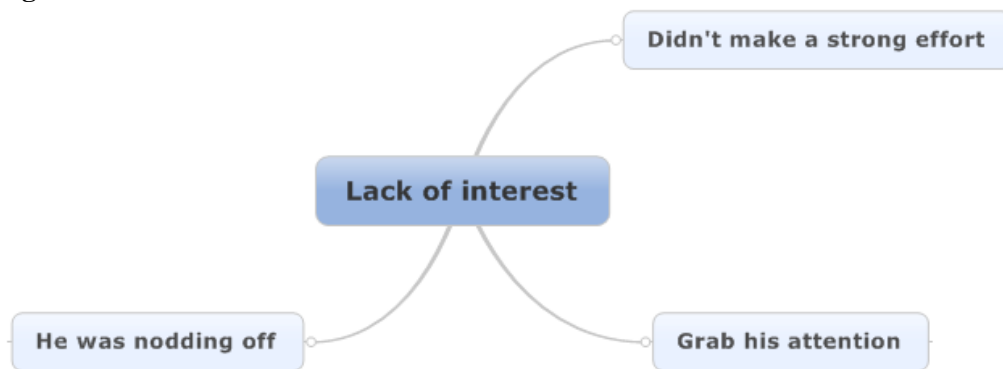 Didn't make a strong effort
Lack of interest
He was nodding off
Grab his attention